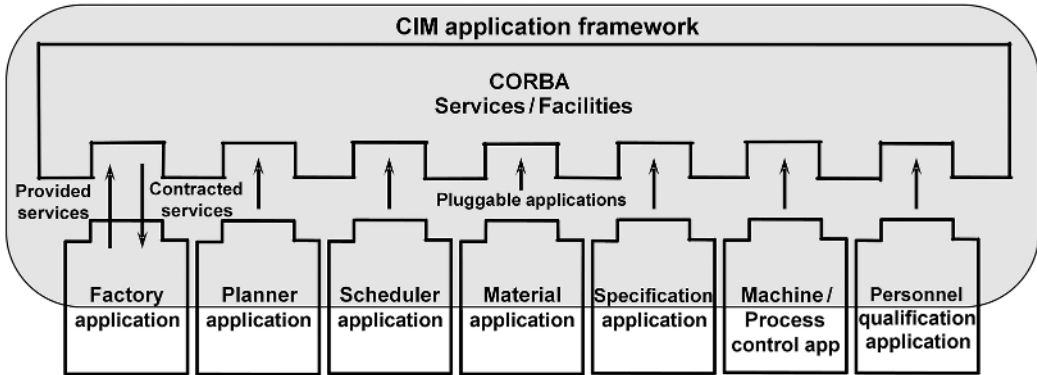 CIM application framework
CORBA
Services/Facilities
Provided
services
Contracted
services
Pluggable applications
Factory
application
Planner
application
Scheduler
application
Material
application
Specification
application
Machine/
Process
control app
Personnel
qualification
application